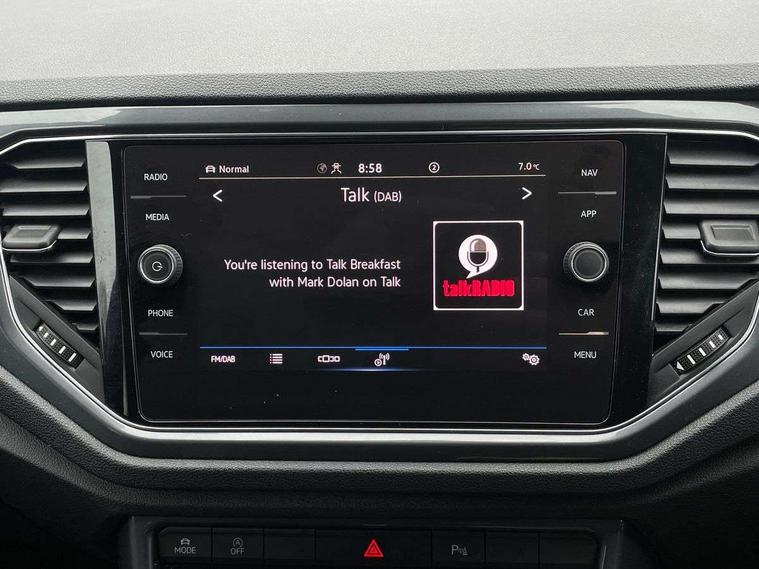 RADIO
MEDIA
PHONE
VOICE
Normal
8:58
2
7.0 °C
< Talk (DAB) >
You're listening to Talk Breakfast
with Mark Dolan on Talk
talkRADIO
FM/DAB
NAV
APP
CAR
MENU
MODE
A
OFF
P